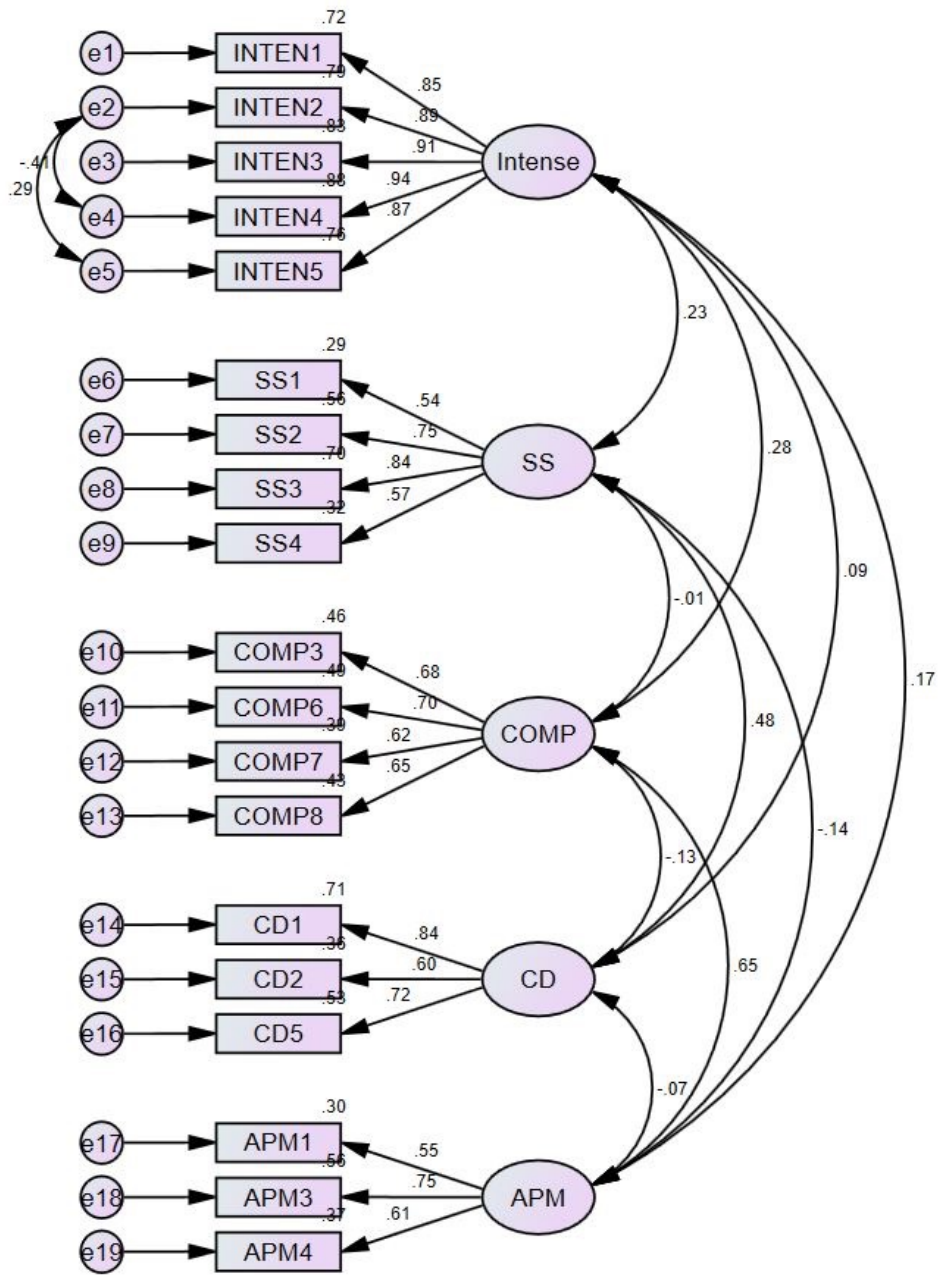 .72
e1 INTEN1 .85
.79
e2 INTEN2 .89
.83
e3 INTEN3 .91 Intense
-.41
.29
.88
e4 INTEN4 .94
.87
.76
e5 INTEN5
.23
.29
e6 SS1 .54
.56
e7 SS2 .75
.70
SS
.28
e8 SS3 .84
.57
.32
e9 SS4
.09
-.01
.46
e10 COMP3 .68
.49
.17
e11 COMP6 .70
.48
COMP
.39
e12 COMP7 .62
.65
.43
e13 COMP8
-.14
-.13
.71
e14 CD1 .84
.36
.60
.65
e15 CD2 CD
.53
.72
e16 CD5
-.07
.30
e17 APM1 .55
.56
.75
e18 APM3 APM
.37
.61
e19 APM4